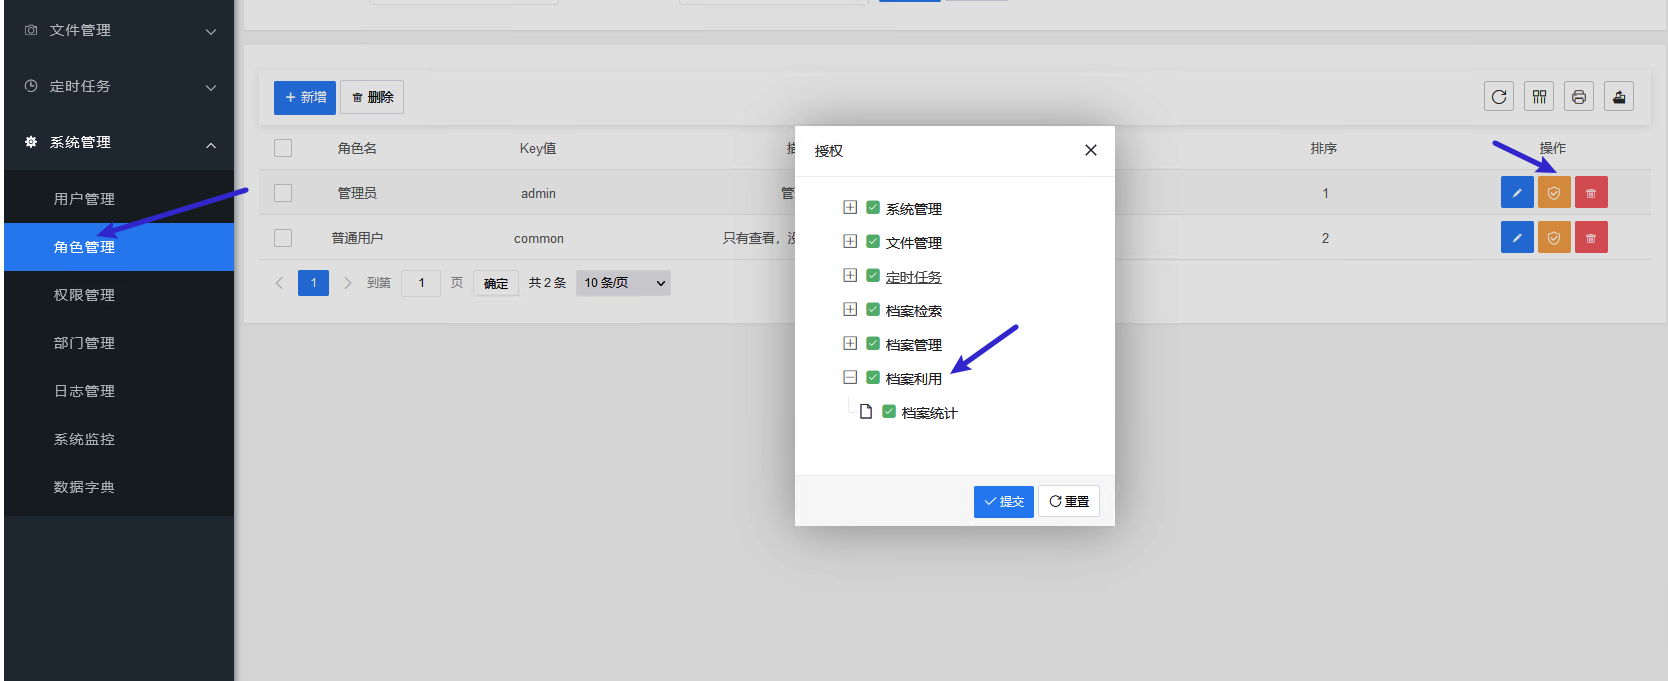 文件管理
定时任务
系统管理
用户管理
角色管理
权限管理
部门管理
日志管理
系统监控
数据字典
新增 删除
角色名 Key值 排序 操作
管理员 admin 管 1
普通用户 common 只有查看，没 2
1 到第 1 页 确定 共 2 条 10 条/页
授权
系统管理
文件管理
定时任务
档案检索
档案管理
档案利用
档案统计
提交 重置